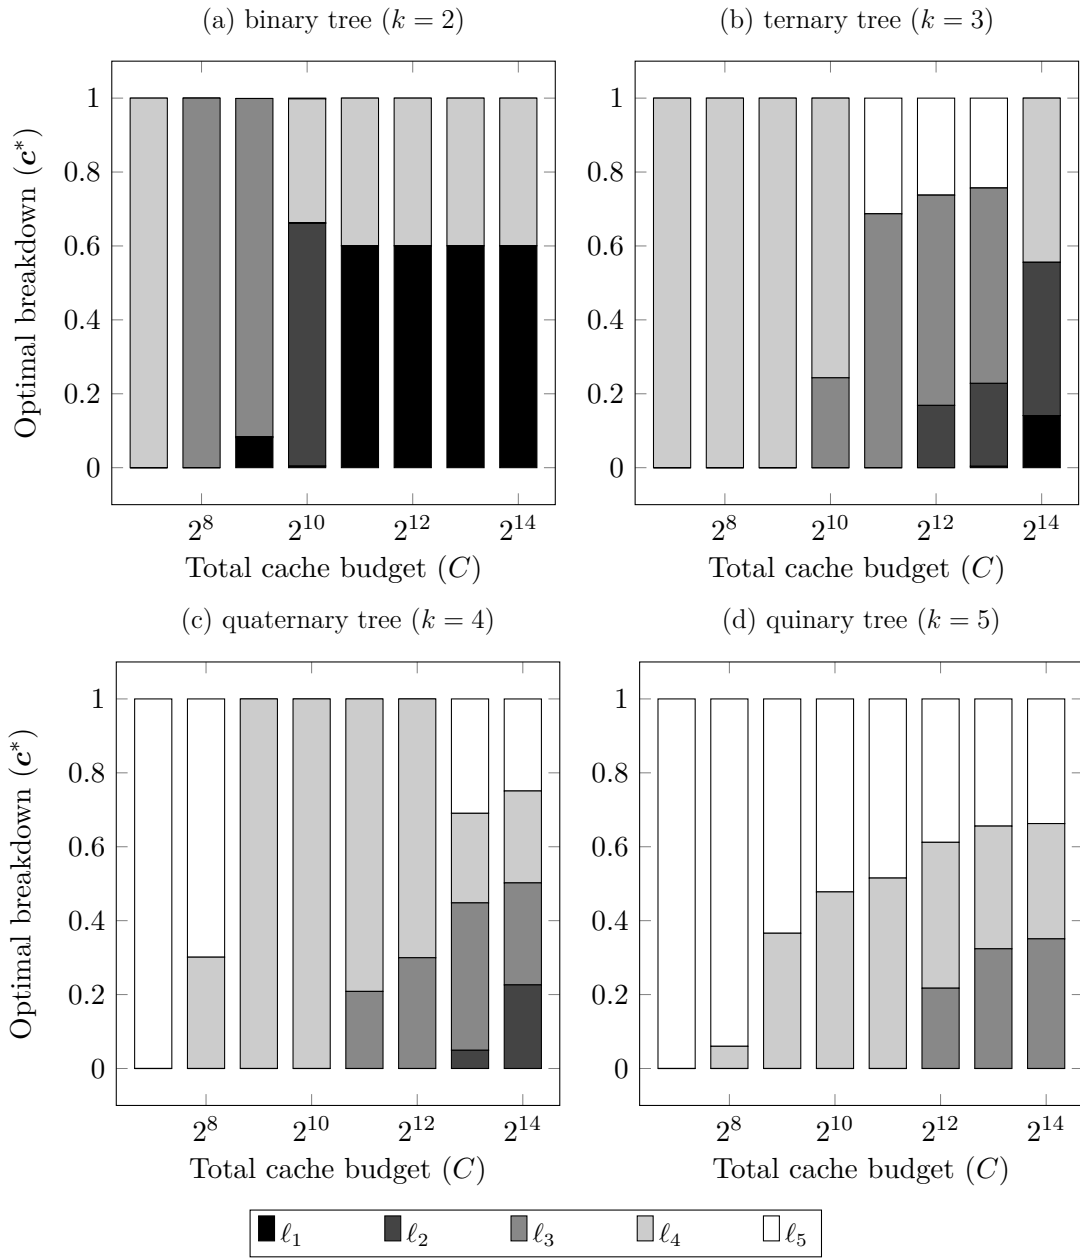 (a) binary tree (k = 2)
(b) ternary tree (k = 3)
Optimal breakdown (c*)
1
0.8
0.6
0.4
0.2
0
2^8 2^10 2^12 2^14
Total cache budget (C)
1
0.8
0.6
0.4
0.2
0
2^8 2^10 2^12 2^14
Total cache budget (C)
(c) quaternary tree (k = 4)
(d) quinary tree (k = 5)
Optimal breakdown (c*)
1
0.8
0.6
0.4
0.2
0
2^8 2^10 2^12 2^14
Total cache budget (C)
1
0.8
0.6
0.4
0.2
0
2^8 2^10 2^12 2^14
Total cache budget (C)
ℓ₁ ℓ₂ ℓ₃ ℓ₄ ℓ₅